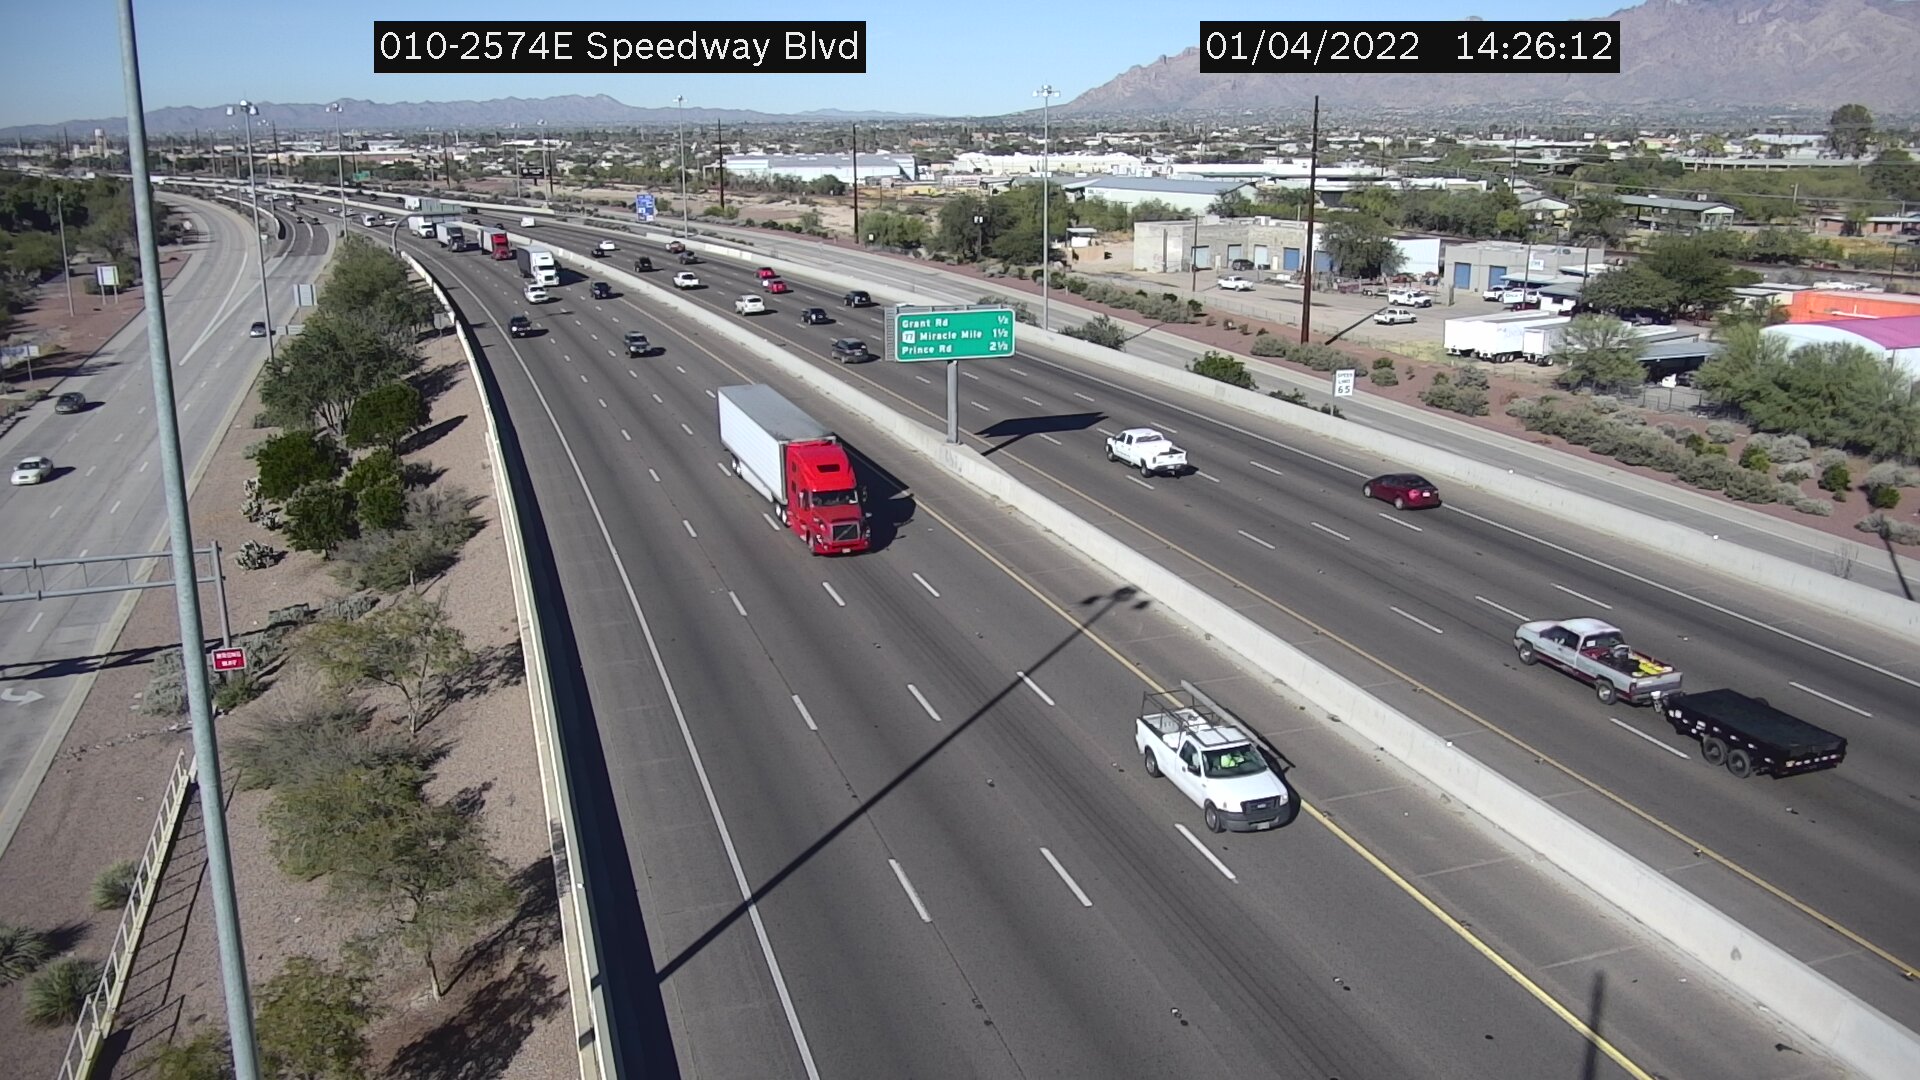 010-2574E Speedway Blvd
01/04/2022 14:26:12
Grant Rd ½
77 Miracle Mile 1½
Prince Rd 2½
SPEED
LIMIT
65
WRONG
WAY